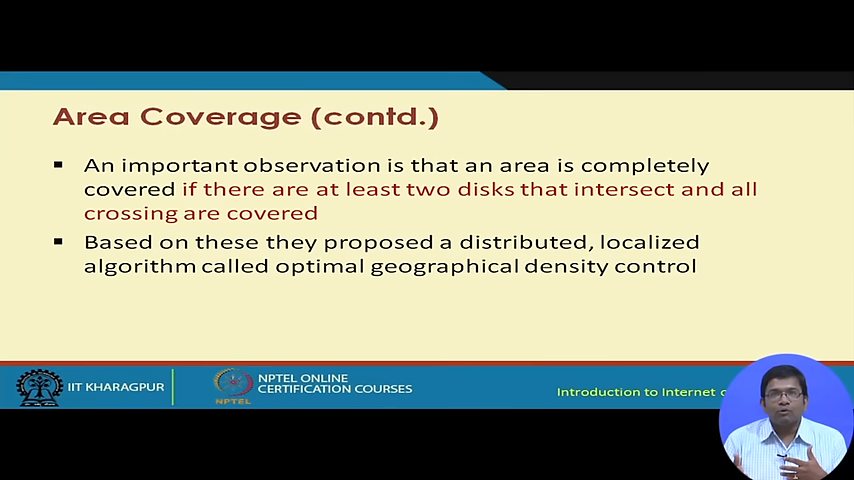 Area Coverage (contd.)
▪ An important observation is that an area is completely
covered if there are at least two disks that intersect and all
crossing are covered
▪ Based on these they proposed a distributed, localized
algorithm called optimal geographical density control
IIT KHARAGPUR
NPTEL
NPTEL ONLINE
CERTIFICATION COURSES
Introduction to Internet